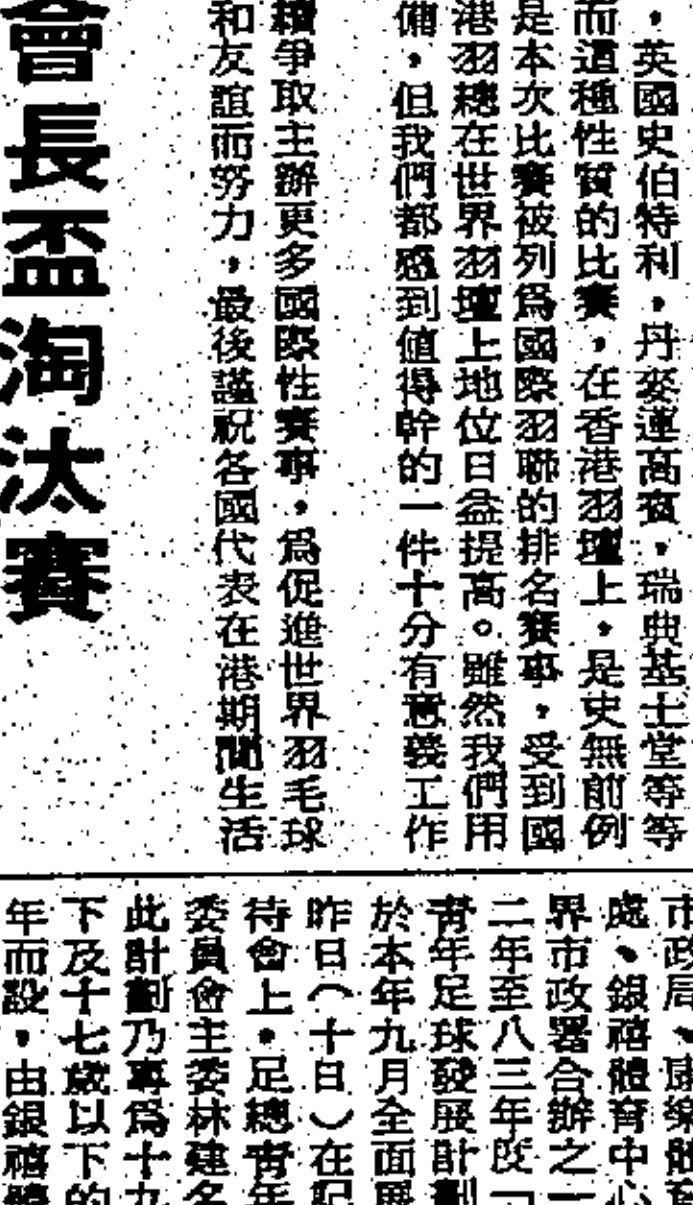 ，英國史伯特利，丹麥連高夜，瑞典基士堂等等
而這種性質的比賽，在香港羽壇上，是史無前例
是本次比賽被列爲國際羽聯的排名賽事，受到國
港羽總在世界羽壇上地位日益提高。雖然我們用
備，但我們都感到值得幹的一件十分有意義工作
續爭取主辦更多國際性賽事，爲促進世界羽毛球
和友誼而努力，最後謹祝各國代表在港期間生活
會長盃淘汰賽
市政局、康樂體育
處、銀禧體育中心
界市政署合辦之一
二年至八三年度「
青年足球發展計劃
於本年九月全面展
昨日（十日）在記
待會上，足總青年
委員會主委林建名
此計劃乃專爲十九
下及十七歲以下的
年而設，由銀禧體